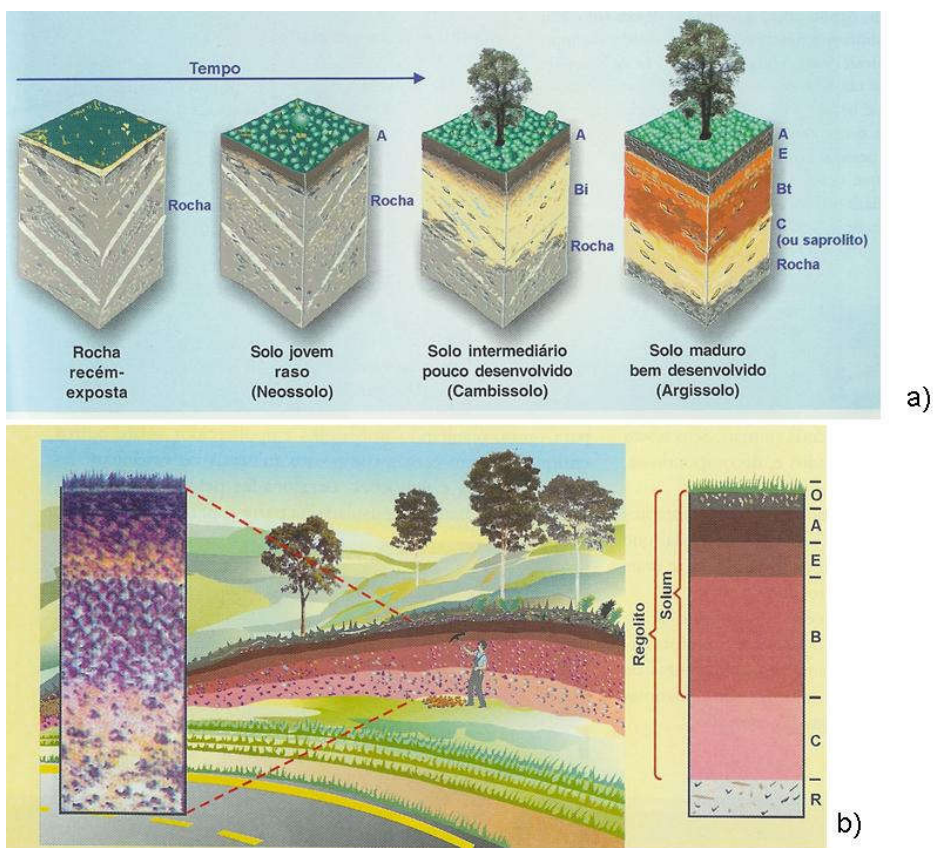 Tempo
A
Rocha
A
Bi
Rocha
Rocha
A
E
Bt
C
(ou saprolito)
Rocha
Rocha
recém-
exposta
Solo jovem
raso
(Neossolo)
Solo intermediário
pouco desenvolvido
(Cambissolo)
Solo maduro
bem desenvolvido
(Argissolo)
a)
Regolito
Solum
O
A
E
B
C
R
b)